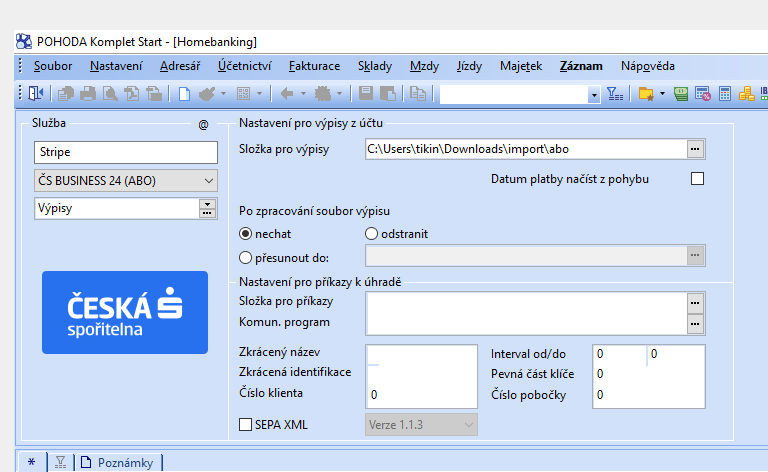 POHODA Komplet Start - [Homebanking]
Soubor Nastavení Adresář Účetnictví Fakturace Sklady Mzdy Jízdy Majetek Záznam Nápověda
Služba @
Stripe
ČS BUSINESS 24 (ABO)
Výpisy
ČESKÁ
spořitelna
Nastavení pro výpisy z účtu
Složka pro výpisy C:\Users\tikin\Downloads\import\abo ...
Datum platby načíst z pohybu
Po zpracování soubor výpisu
nechat odstranit
přesunout do: ...
Nastavení pro příkazy k úhradě
Složka pro příkazy ...
Komun. program ...
Zkrácený název Interval od/do 0 0
Zkrácená identifikace Pevná část klíče 0
Číslo klienta 0 Číslo pobočky 0
SEPA XML Verze 1.1.3
* Poznámky